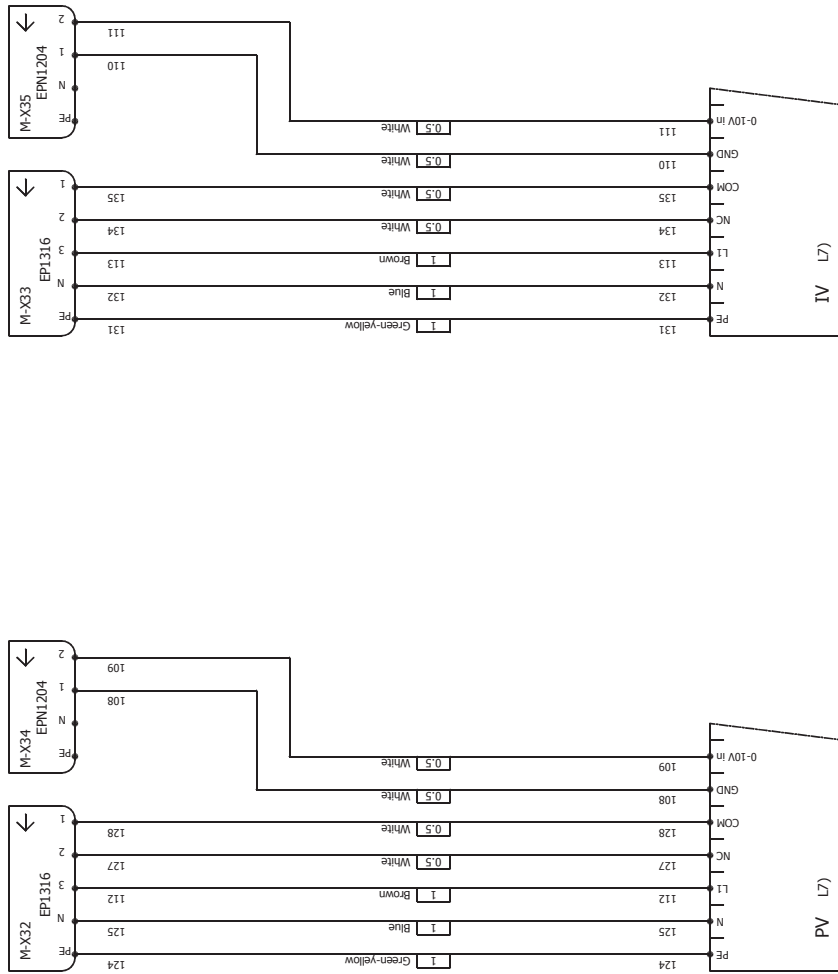 M-X35
EPN1204
2 111
1 110
N
PE
White 0.5 111 0-10V in
White 0.5 110 GND
M-X33
EP1316
1 135 White 0.5 135 COM
2 134 White 0.5 134 NC
3 113 Brown 1 113 L1
N 132 Blue 1 132 N
PE 131 Green-yellow 1 131 PE
IV L7)
M-X34
EPN1204
2 109
1 108
N
PE
White 0.5 109 0-10V in
White 0.5 108 GND
M-X32
EP1316
1 128 White 0.5 128 COM
2 127 White 0.5 127 NC
3 112 Brown 1 112 L1
N 125 Blue 1 125 N
PE 124 Green-yellow 1 124 PE
PV L7)